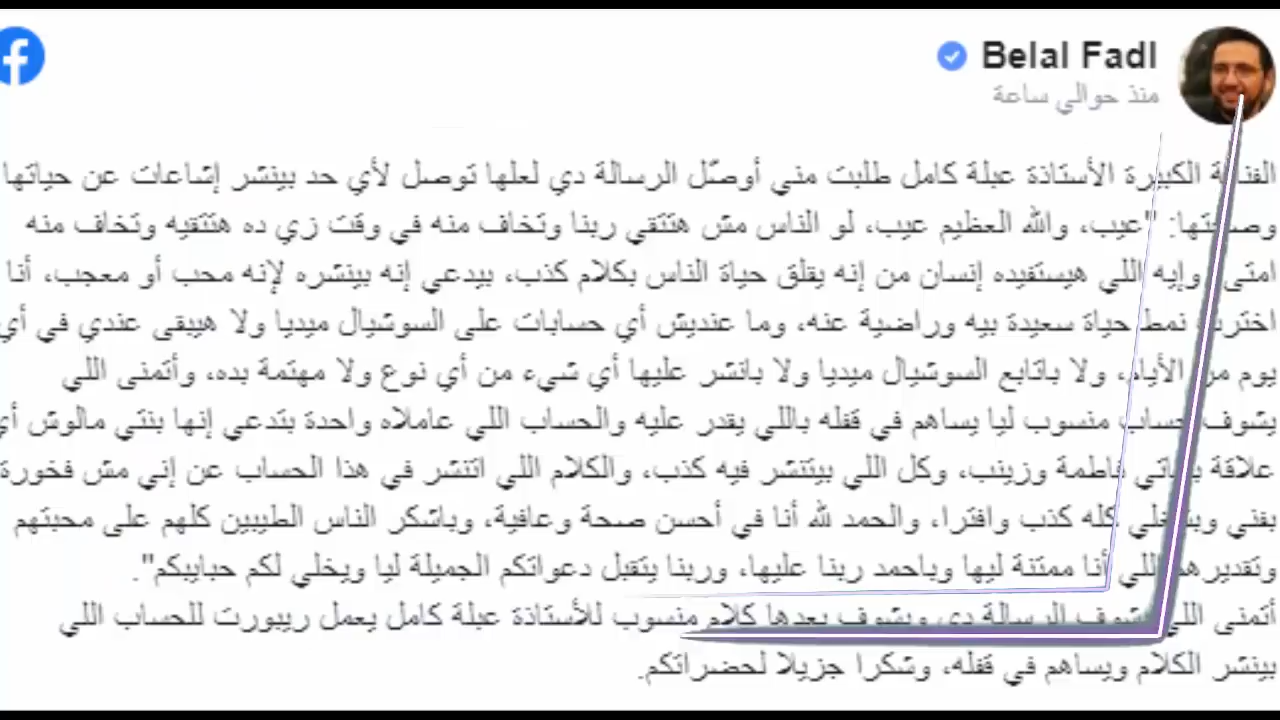 Belal Fadl
منذ حوالي ساعة
الكبيرة الأستاذة عبلة كامل طلبت مني أوصّل الرسالة دي لعلها توصل لأي حد بينشر إشاعات عن حياتها
"عيب، والله العظيم عيب، لو الناس مش هتتقي ربنا وتخاف منه في وقت زي ده هتتقيه وتخاف منه
امتى وإيه اللي هيستفيده إنسان من إنه يقلق حياة الناس بكلام كذب، بيدعي إنه بينشره لإنه محب أو معجب، أنا
اخترت نمط حياة سعيدة بيه وراضية عنه، وما عنديش أي حسابات على السوشيال ميديا ولا هيبقى عندي في أي
يوم من الأيام، ولا باتابع السوشيال ميديا ولا بانشر عليها أي شيء من أي نوع ولا مهتمة بده، وأتمنى اللي
يشوف حساب منسوب ليا يساهم في قفله باللي يقدر عليه والحساب اللي عاملاه واحدة بتدعي إنها بنتي مالوش أي
علاقة فاطمة وزينب، وكل اللي بيتنشر فيه كذب، والكلام اللي اتنشر في هذا الحساب عن إني مش فخورة
بفني كله كذب وافترا، والحمد لله أنا في أحسن صحة وعافية، وباشكر الناس الطيبين كلهم على محبتهم
وتقديرهم اللي أنا ممتنة ليها وباحمد ربنا عليها، وربنا يتقبل دعواتكم الجميلة ليا ويخلي لكم حبايبكم".
أتمنى اللي يشوف الرسالة دي ويشوف بعدها كلام منسوب للأستاذة عبلة كامل يعمل ريبورت للحساب اللي
بينشر الكلام ويساهم في قفله، وشكرا جزيلا لحضراتكم.